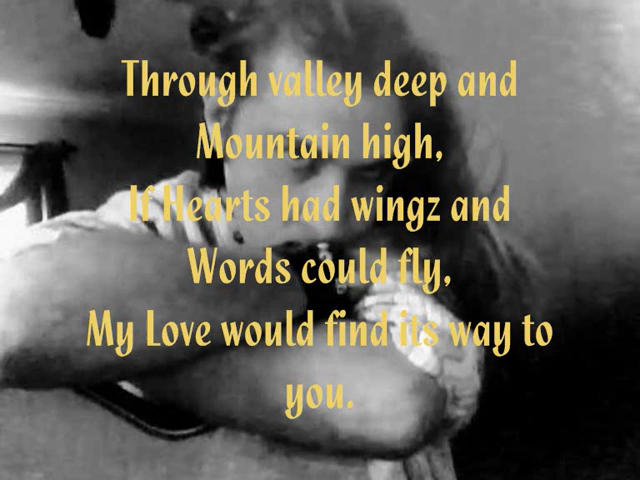 Through valley deep and
Mountain high,
If Hearts had wingz and
Words could fly,
My Love would find its way to
you.